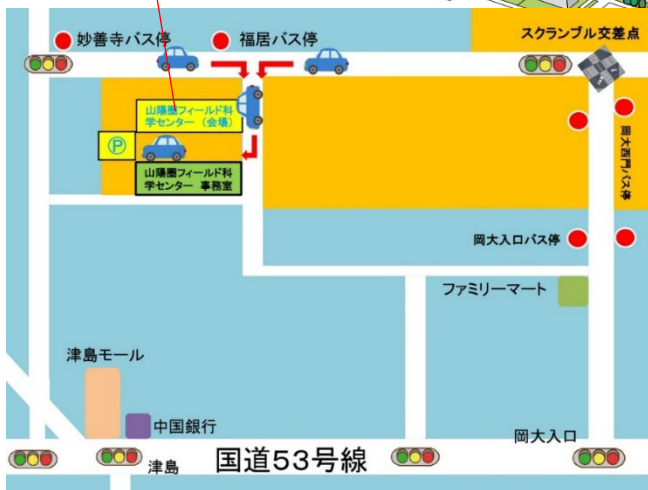 妙善寺バス停
福居バス停
スクランブル交差点
山陽圏フィールド科
学センター（会場）
Ⓟ
山陽圏フィールド科
学センター 事務室
岡大西門バス停
岡大入口バス停
ファミリーマート
津島モール
中国銀行
岡大入口
津島
国道53号線